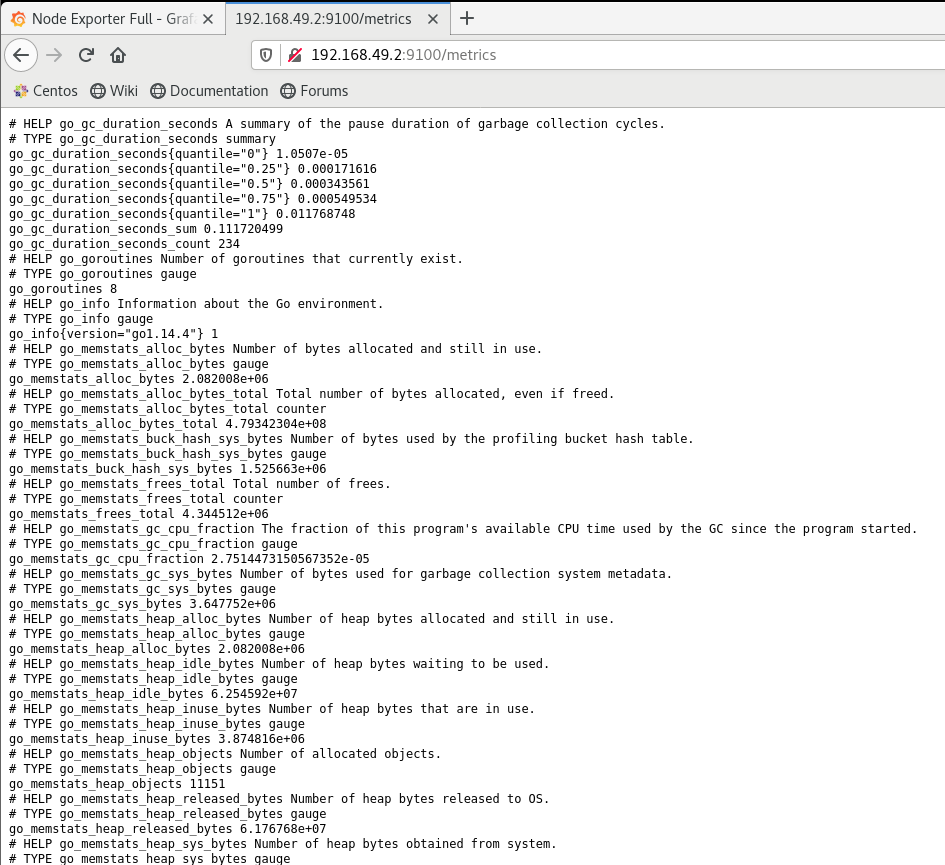 Node Exporter Full - Graf
192.168.49.2:9100/metrics
192.168.49.2:9100/metrics
Centos Wiki Documentation Forums
# HELP go_gc_duration_seconds A summary of the pause duration of garbage collection cycles.
# TYPE go_gc_duration_seconds summary
go_gc_duration_seconds{quantile="0"} 1.0507e-05
go_gc_duration_seconds{quantile="0.25"} 0.000171616
go_gc_duration_seconds{quantile="0.5"} 0.000343561
go_gc_duration_seconds{quantile="0.75"} 0.000549534
go_gc_duration_seconds{quantile="1"} 0.011768748
go_gc_duration_seconds_sum 0.111720499
go_gc_duration_seconds_count 234
# HELP go_goroutines Number of goroutines that currently exist.
# TYPE go_goroutines gauge
go_goroutines 8
# HELP go_info Information about the Go environment.
# TYPE go_info gauge
go_info{version="go1.14.4"} 1
# HELP go_memstats_alloc_bytes Number of bytes allocated and still in use.
# TYPE go_memstats_alloc_bytes gauge
go_memstats_alloc_bytes 2.082008e+06
# HELP go_memstats_alloc_bytes_total Total number of bytes allocated, even if freed.
# TYPE go_memstats_alloc_bytes_total counter
go_memstats_alloc_bytes_total 4.79342304e+08
# HELP go_memstats_buck_hash_sys_bytes Number of bytes used by the profiling bucket hash table.
# TYPE go_memstats_buck_hash_sys_bytes gauge
go_memstats_buck_hash_sys_bytes 1.525663e+06
# HELP go_memstats_frees_total Total number of frees.
# TYPE go_memstats_frees_total counter
go_memstats_frees_total 4.344512e+06
# HELP go_memstats_gc_cpu_fraction The fraction of this program's available CPU time used by the GC since the program started.
# TYPE go_memstats_gc_cpu_fraction gauge
go_memstats_gc_cpu_fraction 2.7514473150567352e-05
# HELP go_memstats_gc_sys_bytes Number of bytes used for garbage collection system metadata.
# TYPE go_memstats_gc_sys_bytes gauge
go_memstats_gc_sys_bytes 3.647752e+06
# HELP go_memstats_heap_alloc_bytes Number of heap bytes allocated and still in use.
# TYPE go_memstats_heap_alloc_bytes gauge
go_memstats_heap_alloc_bytes 2.082008e+06
# HELP go_memstats_heap_idle_bytes Number of heap bytes waiting to be used.
# TYPE go_memstats_heap_idle_bytes gauge
go_memstats_heap_idle_bytes 6.254592e+07
# HELP go_memstats_heap_inuse_bytes Number of heap bytes that are in use.
# TYPE go_memstats_heap_inuse_bytes gauge
go_memstats_heap_inuse_bytes 3.874816e+06
# HELP go_memstats_heap_objects Number of allocated objects.
# TYPE go_memstats_heap_objects gauge
go_memstats_heap_objects 11151
# HELP go_memstats_heap_released_bytes Number of heap bytes released to OS.
# TYPE go_memstats_heap_released_bytes gauge
go_memstats_heap_released_bytes 6.176768e+07
# HELP go_memstats_heap_sys_bytes Number of heap bytes obtained from system.
# TYPE go_memstats_heap_sys_bytes gauge